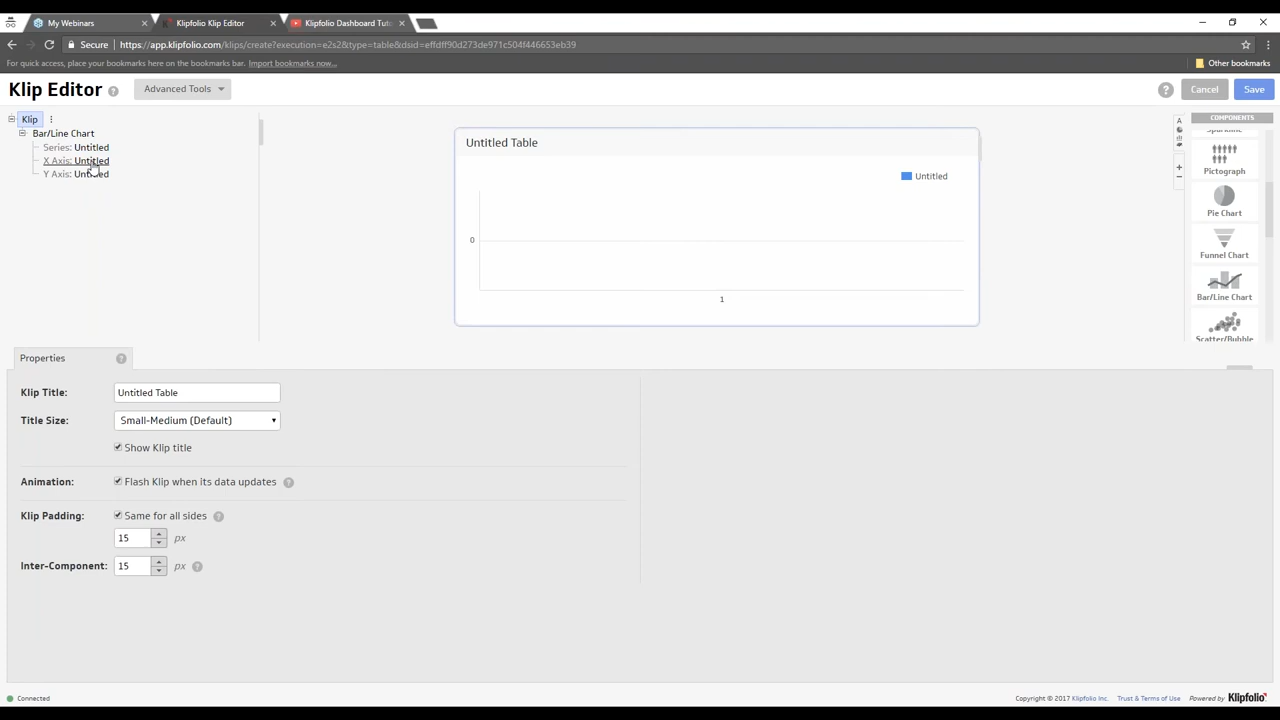 My Webinars
Klipfolio Klip Editor
Klipfolio Dashboard Tuto
Secure
https://app.klipfolio.com/klips/create?execution=e2s2&type=table&dsid=effdff90d273de971c504f446653eb39
For quick access, place your bookmarks here on the bookmarks bar. Import bookmarks now...
Other bookmarks
Klip Editor
Advanced Tools
Cancel
Save
Klip
Bar/Line Chart
Series: Untitled
X Axis: Untitled
Y Axis: Untitled
Untitled Table
Untitled
0
1
COMPONENTS
Sparkline
Pictograph
Pie Chart
Funnel Chart
Bar/Line Chart
Scatter/Bubble
A
Properties
Klip Title:
Untitled Table
Title Size:
Small-Medium (Default)
Show Klip title
Animation:
Flash Klip when its data updates
Klip Padding:
Same for all sides
15
px
Inter-Component:
15
px
Connected
Copyright © 2017 Klipfolio Inc.
Trust & Terms of Use
Powered by Klipfolio